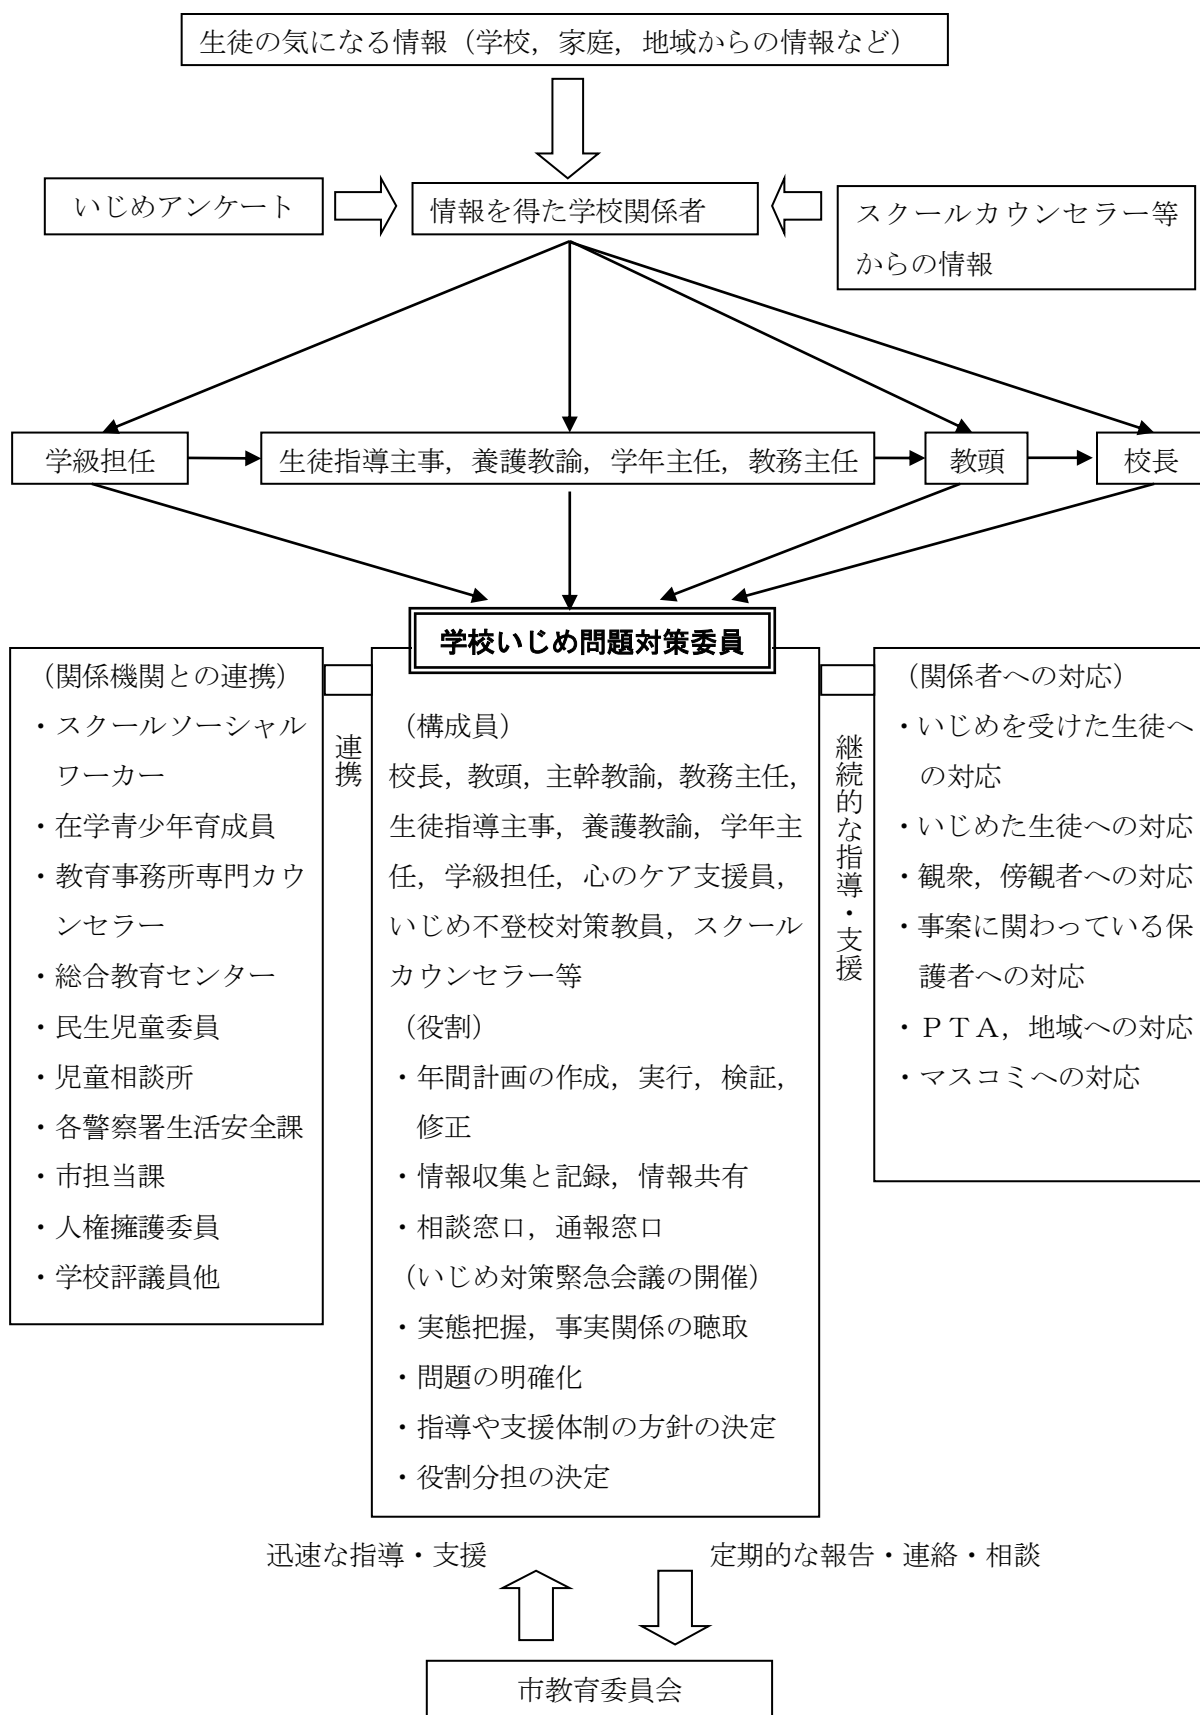 生徒の気になる情報（学校，家庭，地域からの情報など）
いじめアンケート
情報を得た学校関係者
スクールカウンセラー等
からの情報
学級担任
生徒指導主事，養護教諭，学年主任，教務主任
教頭
校長
学校いじめ問題対策委員
（関係機関との連携）
・スクールソーシャル
ワーカー
・在学青少年育成員
・教育事務所専門カウ
ンセラー
・総合教育センター
・民生児童委員
・児童相談所
・各警察署生活安全課
・市担当課
・人権擁護委員
・学校評議員他
連携
（構成員）
校長，教頭，主幹教諭，教務主任，
生徒指導主事，養護教諭，学年主
任，学級担任，心のケア支援員，
いじめ不登校対策教員，スクール
カウンセラー等
（役割）
・年間計画の作成，実行，検証，
修正
・情報収集と記録，情報共有
・相談窓口，通報窓口
（いじめ対策緊急会議の開催）
・実態把握，事実関係の聴取
・問題の明確化
・指導や支援体制の方針の決定
・役割分担の決定
継続的な指導・支援
（関係者への対応）
・いじめを受けた生徒へ
の対応
・いじめた生徒への対応
・観衆，傍観者への対応
・事案に関わっている保
護者への対応
・ＰＴＡ，地域への対応
・マスコミへの対応
迅速な指導・支援
定期的な報告・連絡・相談
市教育委員会